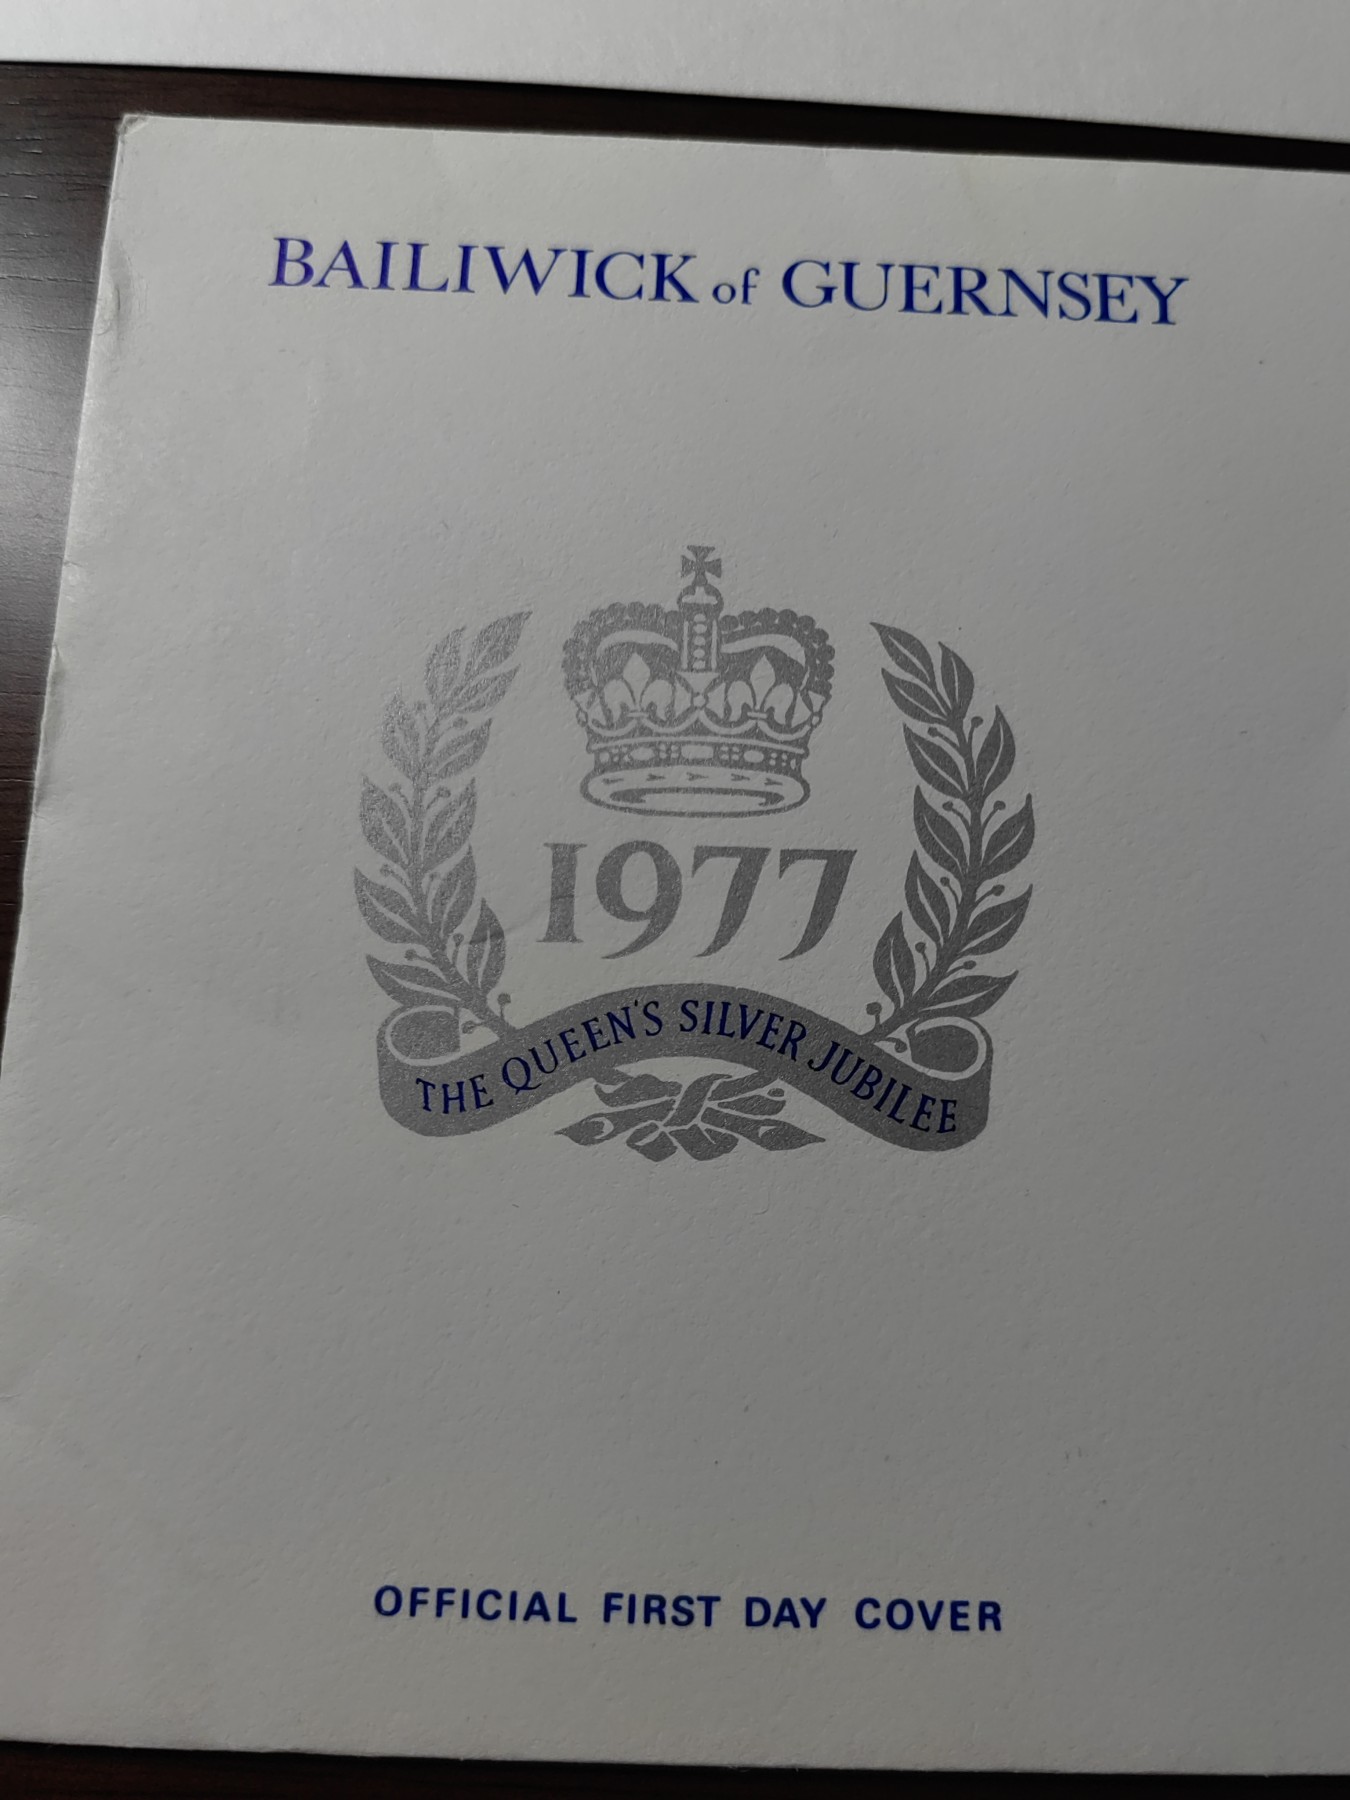 BAILIWICK of GUERNSEY
1977
THE QUEEN'S SILVER JUBILEE
OFFICIAL FIRST DAY COVER